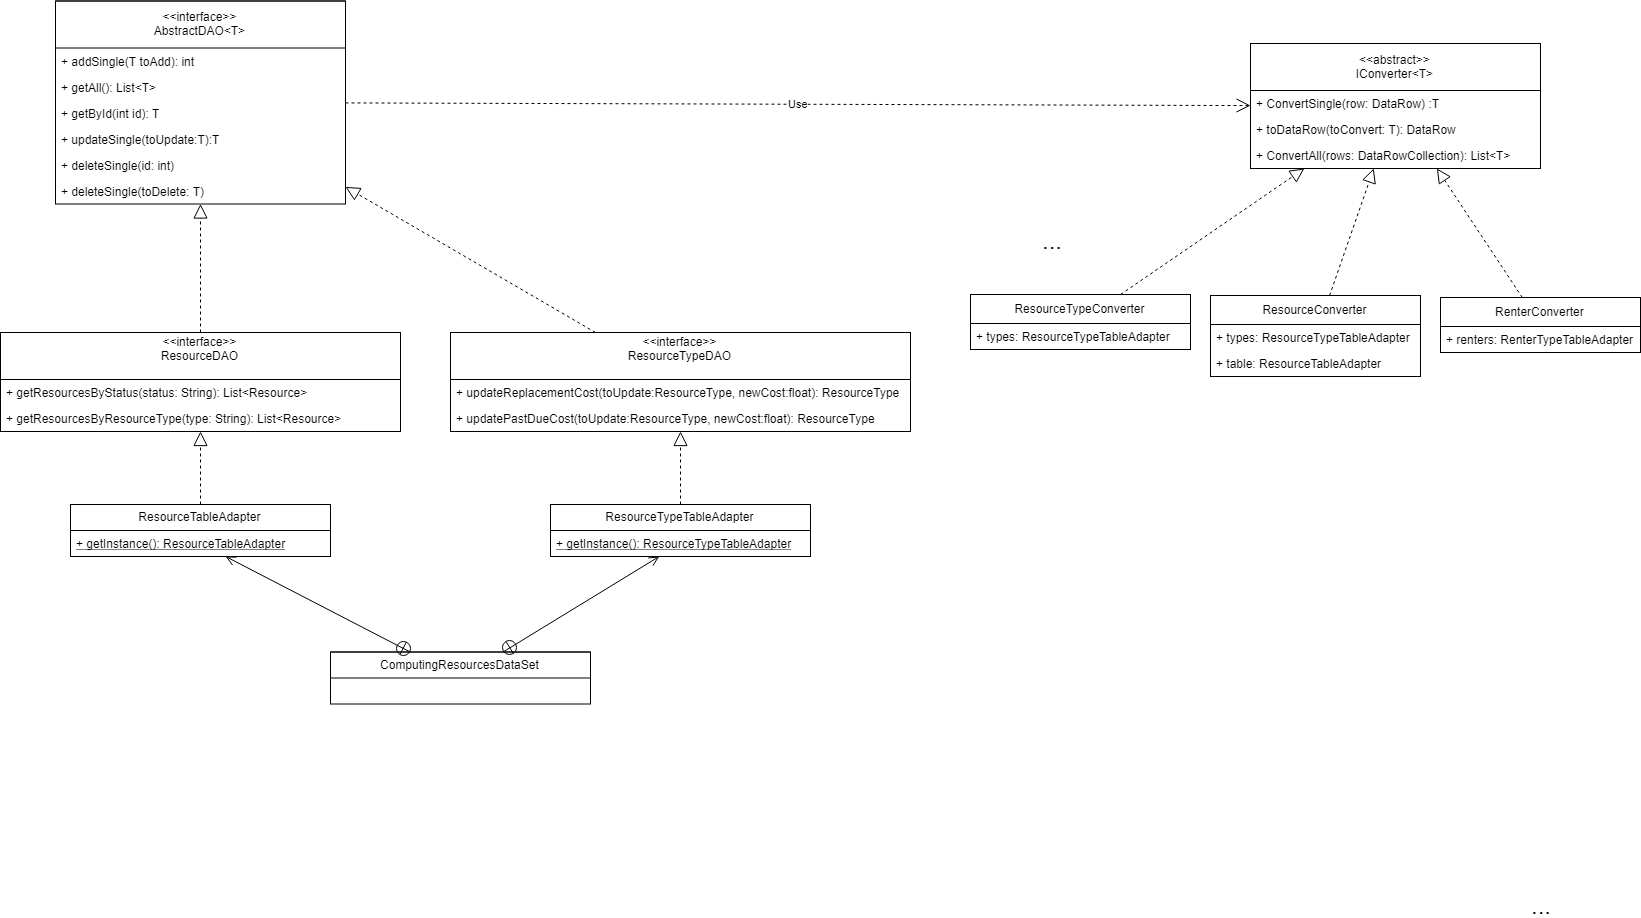 <<interface>>
AbstractDAO<T>
+ addSingle(T toAdd): int
+ getAll(): List<T>
+ getById(int id): T
+ updateSingle(toUpdate:T):T
+ deleteSingle(id: int)
+ deleteSingle(toDelete: T)
Use
<<abstract>>
IConverter<T>
+ ConvertSingle(row: DataRow) :T
+ toDataRow(toConvert: T): DataRow
+ ConvertAll(rows: DataRowCollection): List<T>
...
ResourceTypeConverter
+ types: ResourceTypeTableAdapter
ResourceConverter
+ types: ResourceTypeTableAdapter
+ table: ResourceTableAdapter
RenterConverter
+ renters: RenterTypeTableAdapter
<<interface>>
ResourceDAO
+ getResourcesByStatus(status: String): List<Resource>
+ getResourcesByResourceType(type: String): List<Resource>
<<interface>>
ResourceTypeDAO
+ updateReplacementCost(toUpdate:ResourceType, newCost:float): ResourceType
+ updatePastDueCost(toUpdate:ResourceType, newCost:float): ResourceType
ResourceTableAdapter
+ getInstance(): ResourceTableAdapter
ResourceTypeTableAdapter
+ getInstance(): ResourceTypeTableAdapter
ComputingResourcesDataSet
...